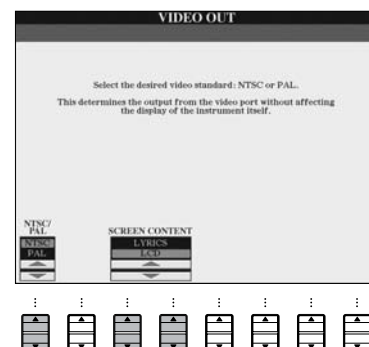 VIDEO OUT
Select the desired video standard: NTSC or PAL.
This determines the output from the video port without affecting
the display of the instrument itself.
NTSC/
PAL
NTSC
PAL
SCREEN CONTENT
LYRICS
LCD